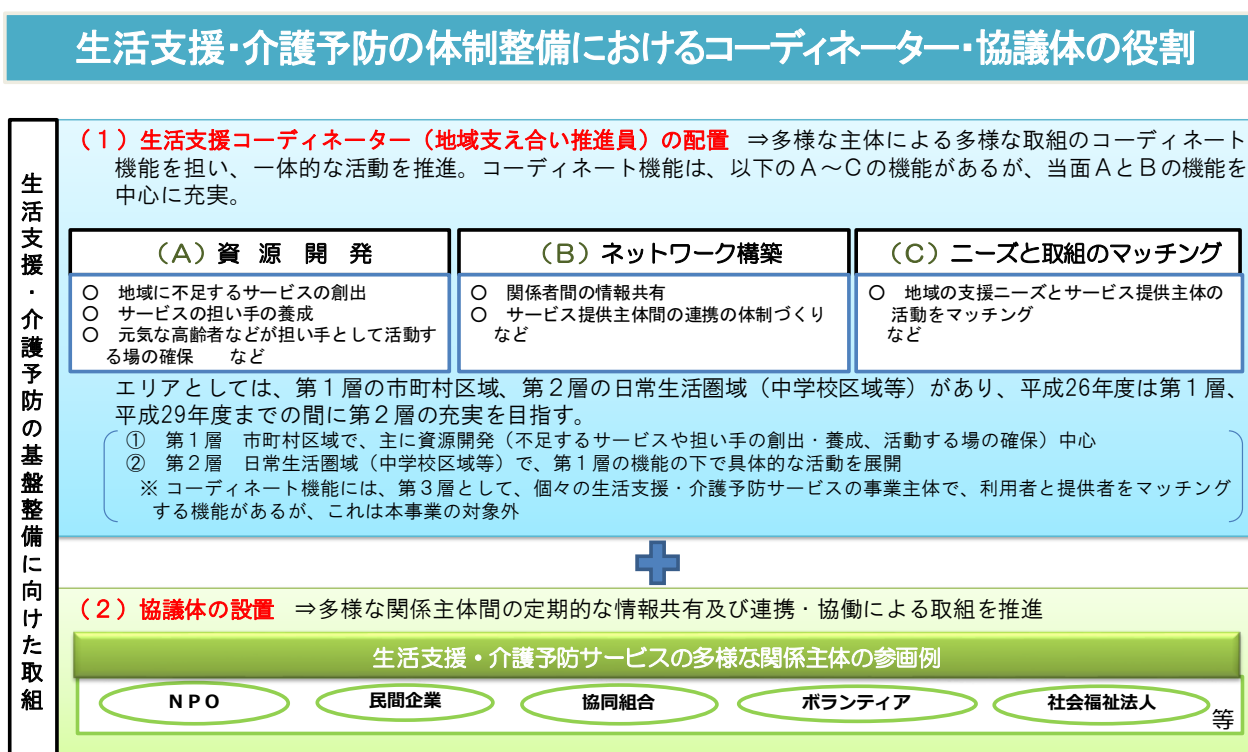 生活支援・介護予防の体制整備におけるコーディネーター・協議体の役割
生活支援・介護予防の基盤整備に向けた取組
（１）生活支援コーディネーター（地域支え合い推進員）の配置　⇒多様な主体による多様な取組のコーディネート
機能を担い、一体的な活動を推進。コーディネート機能は、以下のＡ～Ｃの機能があるが、当面ＡとＢの機能を
中心に充実。
（Ａ）資　源　開　発
○　地域に不足するサービスの創出
○　サービスの担い手の養成
○　元気な高齢者などが担い手として活動す
る場の確保　　など
（Ｂ）ネットワーク構築
○　関係者間の情報共有
○　サービス提供主体間の連携の体制づくり
など
（Ｃ）ニーズと取組のマッチング
○　地域の支援ニーズとサービス提供主体の
活動をマッチング
など
エリアとしては、第１層の市町村区域、第２層の日常生活圏域（中学校区域等）があり、平成26年度は第１層、
平成29年度までの間に第２層の充実を目指す。
①　第１層　市町村区域で、主に資源開発（不足するサービスや担い手の創出・養成、活動する場の確保）中心
②　第２層　日常生活圏域（中学校区域等）で、第１層の機能の下で具体的な活動を展開
※ コーディネート機能には、第３層として、個々の生活支援・介護予防サービスの事業主体で、利用者と提供者をマッチング
する機能があるが、これは本事業の対象外
（２）協議体の設置　⇒多様な関係主体間の定期的な情報共有及び連携・協働による取組を推進
生活支援・介護予防サービスの多様な関係主体の参画例
ＮＰＯ
民間企業
協同組合
ボランティア
社会福祉法人
等